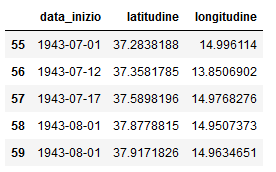 data_inizio latitudine longitudine
55 1943-07-01 37.2838188 14.996114
56 1943-07-12 37.3581785 13.8506902
57 1943-07-17 37.5898196 14.9768276
58 1943-08-01 37.8778815 14.9507373
59 1943-08-01 37.9171826 14.9634651